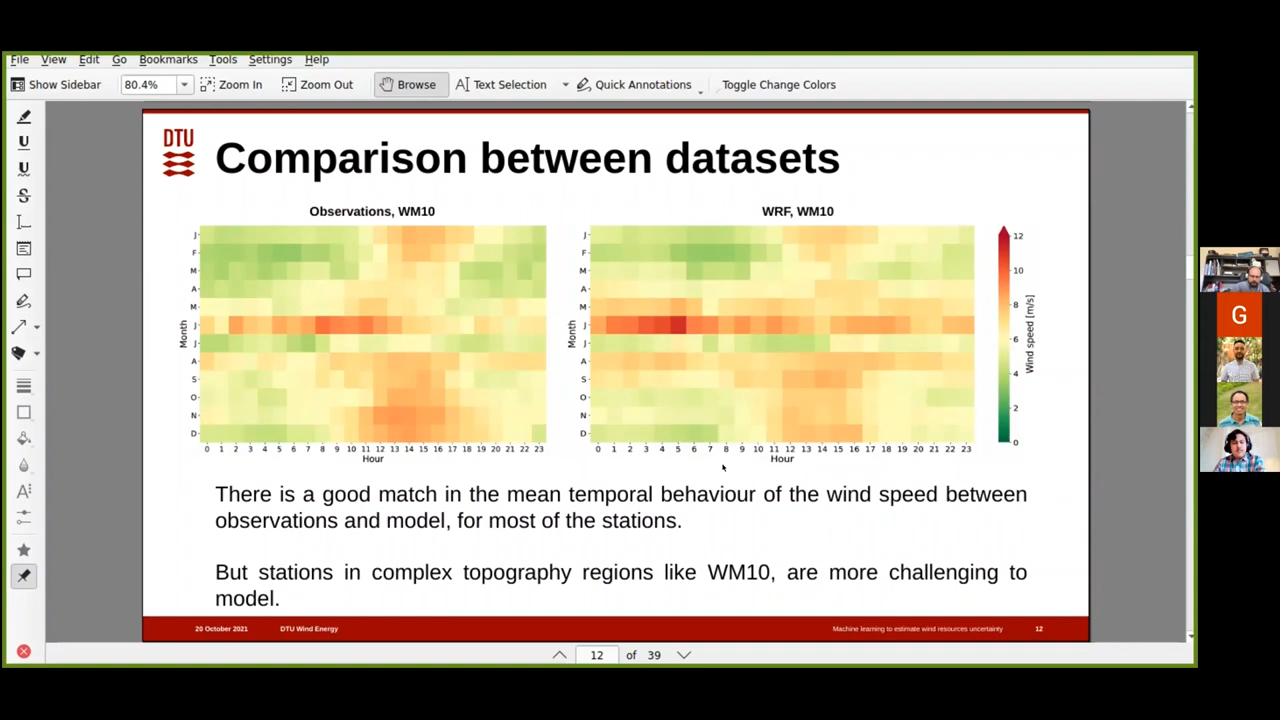 File View Edit Go Bookmarks Tools Settings Help
Show Sidebar 80.4% Zoom In Zoom Out Browse Text Selection Quick Annotations Toggle Change Colors
DTU
Comparison between datasets
Observations, WM10
WRF, WM10
J
F
M
A
M
J
J
A
S
O
N
D
Month
0 1 2 3 4 5 6 7 8 9 10 11 12 13 14 15 16 17 18 19 20 21 22 23
Hour
J
F
M
A
M
J
J
A
S
O
N
D
Month
0 1 2 3 4 5 6 7 8 9 10 11 12 13 14 15 16 17 18 19 20 21 22 23
Hour
12
10
8
6
4
2
0
Wind speed [m/s]
There is a good match in the mean temporal behaviour of the wind speed between
observations and model, for most of the stations.
But stations in complex topography regions like WM10, are more challenging to
model.
20 October 2021 DTU Wind Energy Machine learning to estimate wind resources uncertainty 12
12 of 39
G